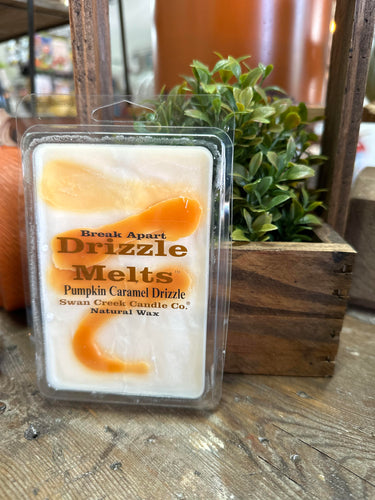 Break Apart
Drizzle
Melts
Pumpkin Caramel Drizzle
Swan Creek Candle Co.®
Natural Wax